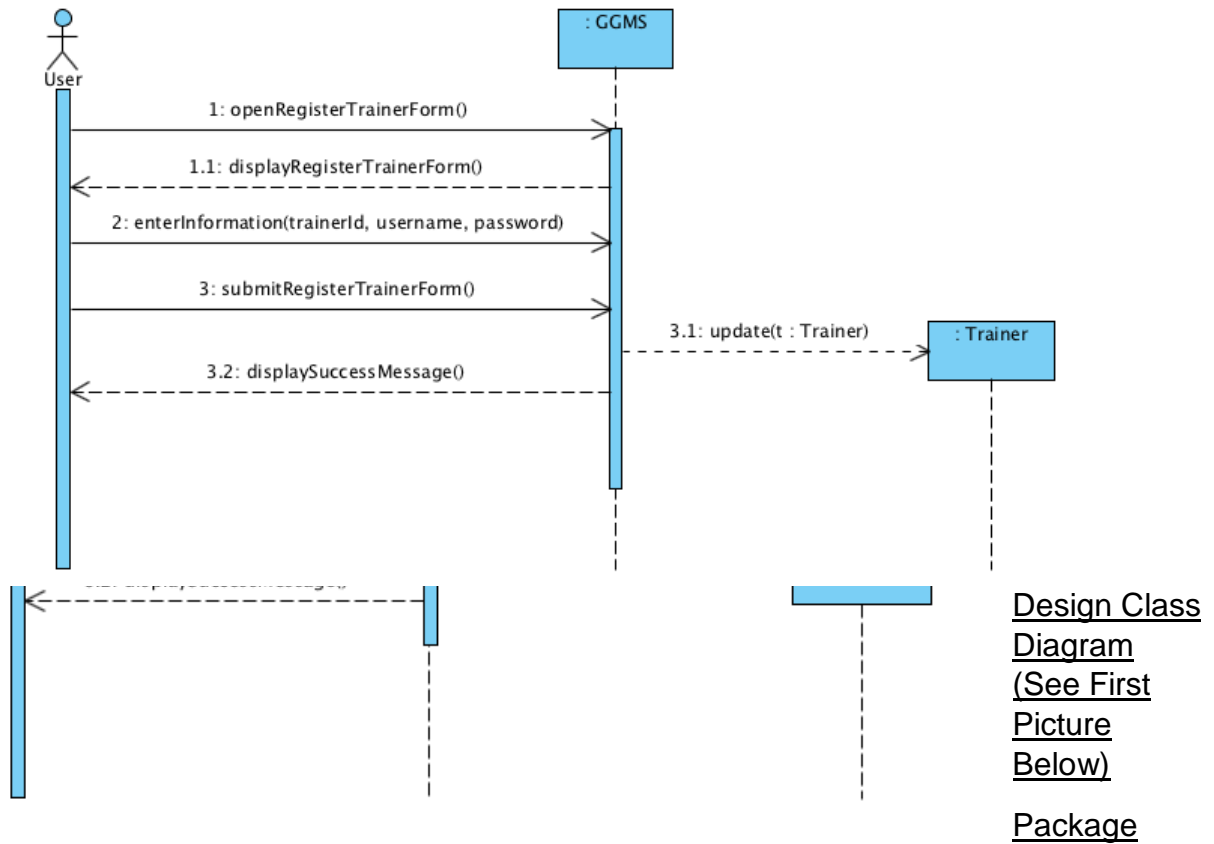 : GGMS
User
1: openRegisterTrainerForm()
1.1: displayRegisterTrainerForm()
2: enterInformation(trainerId, username, password)
3: submitRegisterTrainerForm()
3.1: update(t : Trainer)
: Trainer
3.2: displaySuccessMessage()
Design Class
Diagram
(See First
Picture
Below)
Package